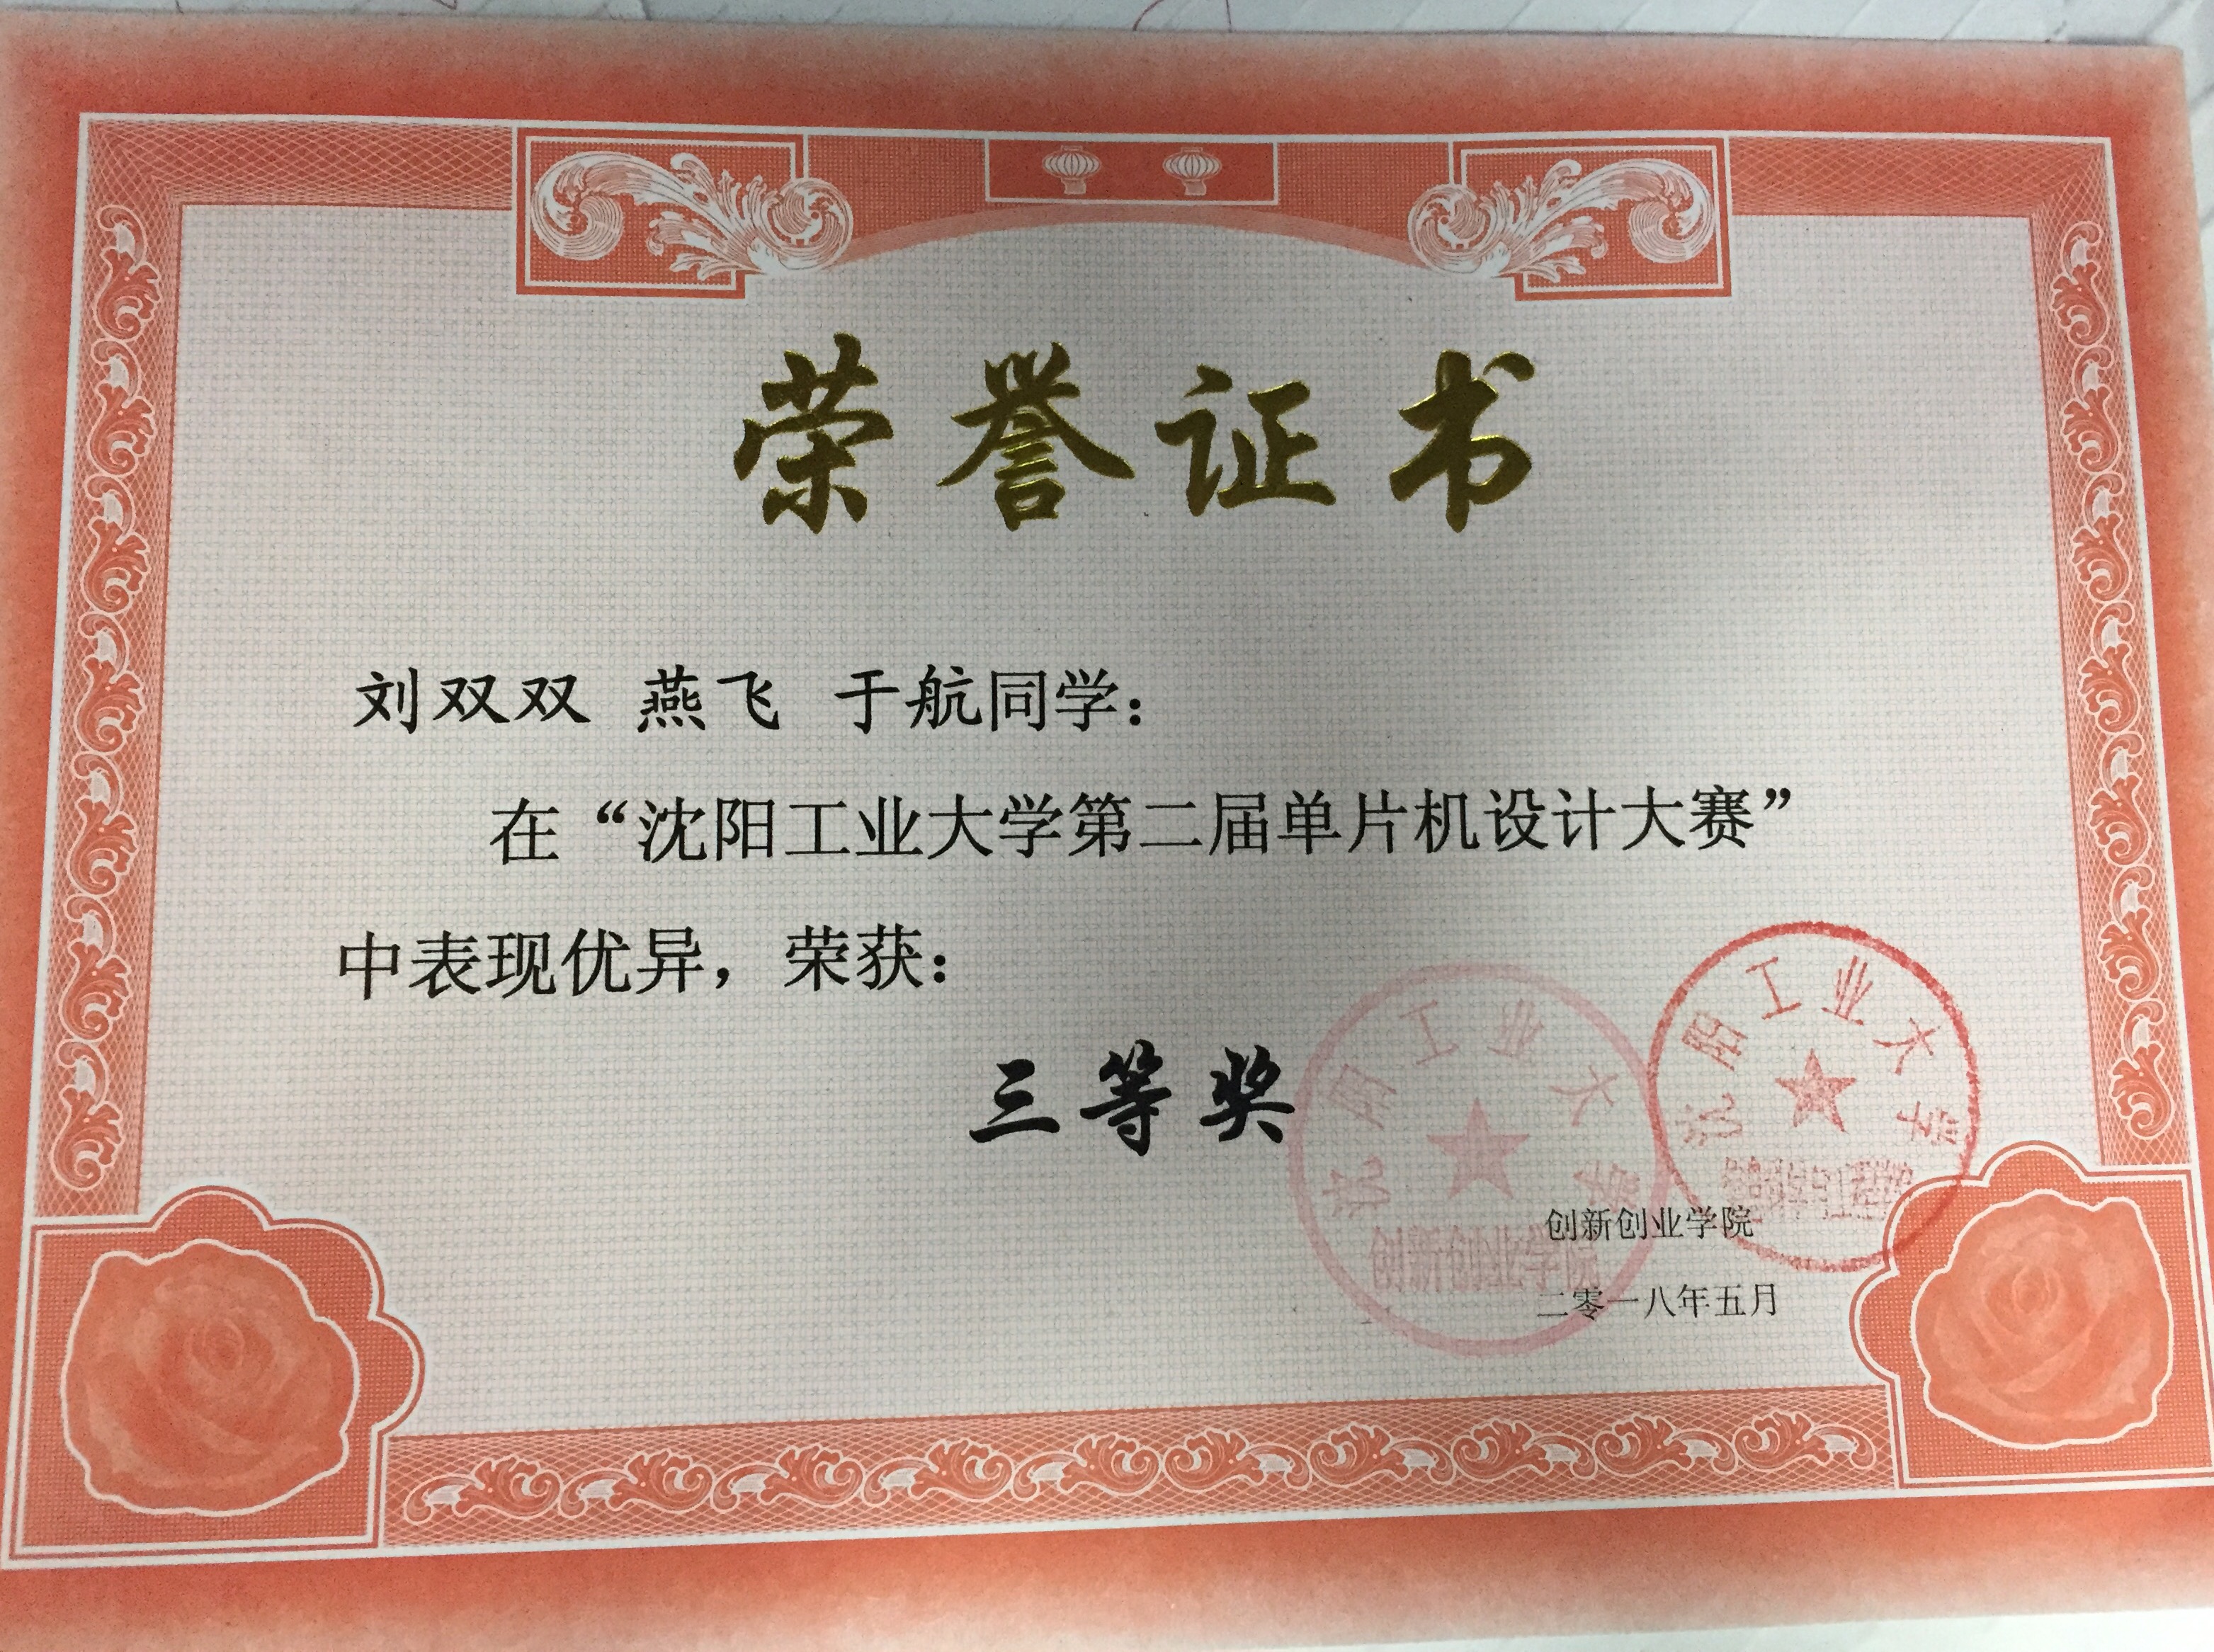 荣誉证书
刘双双 燕飞 于航同学：
在“沈阳工业大学第二届单片机设计大赛”
中表现优异，荣获：
三等奖
沈阳工业大学
创新创业学院
沈阳工业大学
创新创业学院
二零一八年五月